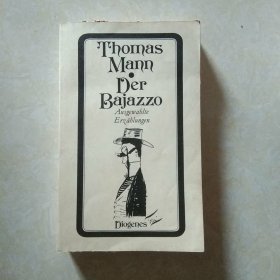 Thomas
Mann
Der
Bajazzo
Ausgewählte
Erzählungen
Diogenes